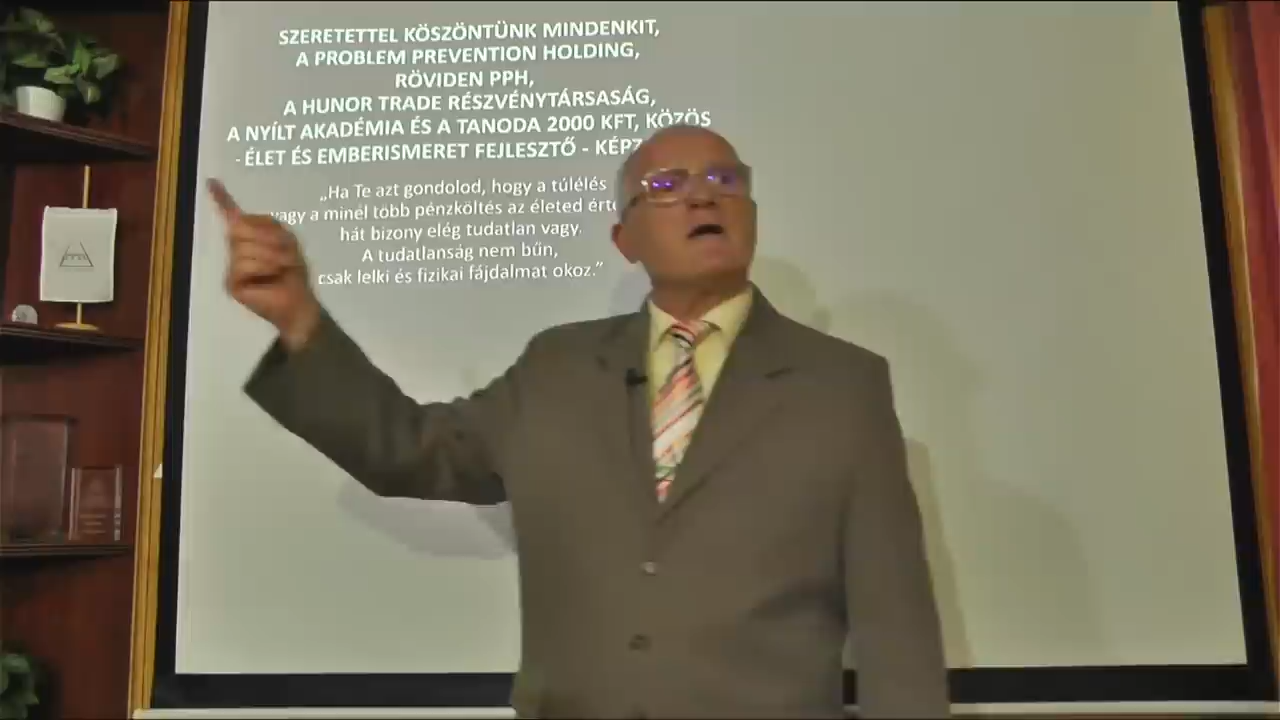 SZERETETTEL KÖSZÖNTÜNK MINDENKIT,
A PROBLEM PREVENTION HOLDING,
RÖVIDEN PPH,
A HUNOR TRADE RÉSZVÉNYTÁRSASÁG,
A NYÍLT AKADÉMIA ÉS A TANODA 2000 KFT, KÖZÖS
- ÉLET ÉS EMBERISMERET FEJLESZTŐ -
„Ha Te azt gondolod, hogy a túlélés
vagy a minél több pénzköltés az életed
hát bizony elég tudatlan vagy.
A tudatlanság nem bűn,
csak lelki és fizikai fájdalmat okoz.”